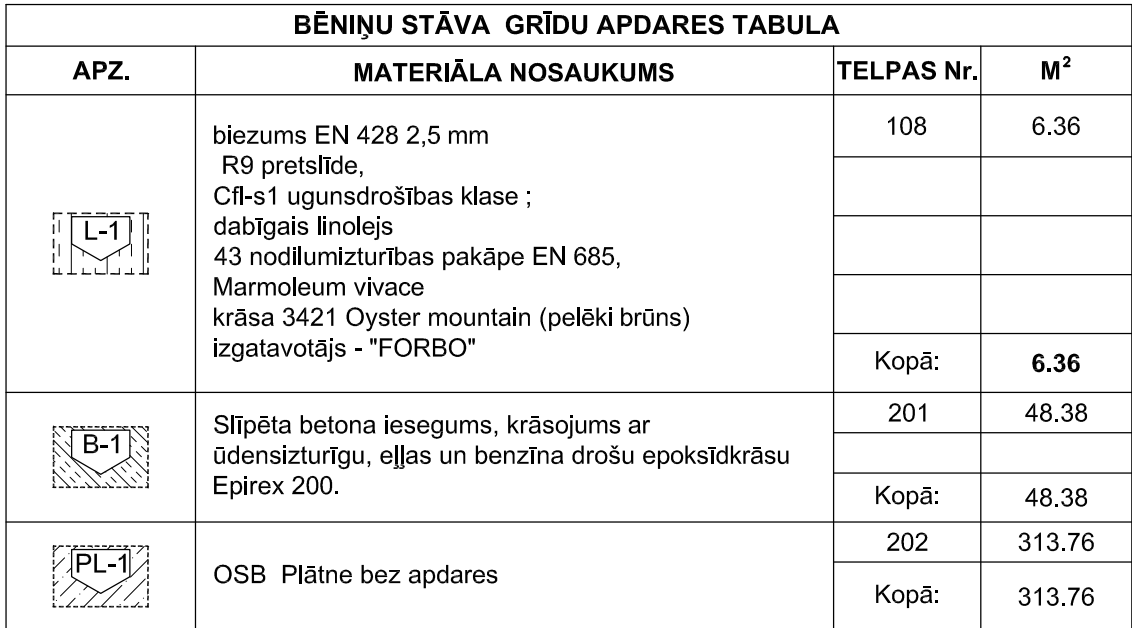 BĒNIŅU STĀVA GRĪDU APDARES TABULA
APZ. MATERIĀLA NOSAUKUMS TELPAS Nr. M²
L-1
biezums EN 428 2,5 mm
R9 pretslīde,
Cfl-s1 ugunsdrošības klase ;
dabīgais linolejs
43 nodilumizturības pakāpe EN 685,
Marmoleum vivace
krāsa 3421 Oyster mountain (pelēki brūns)
izgatavotājs - "FORBO"
108 6.36
Kopā: 6.36
B-1
Slīpēta betona iesegums, krāsojums ar
ūdensizturīgu, eļļas un benzīna drošu epoksīdkrāsu
Epirex 200.
201 48.38
Kopā: 48.38
PL-1
OSB Plātne bez apdares
202 313.76
Kopā: 313.76